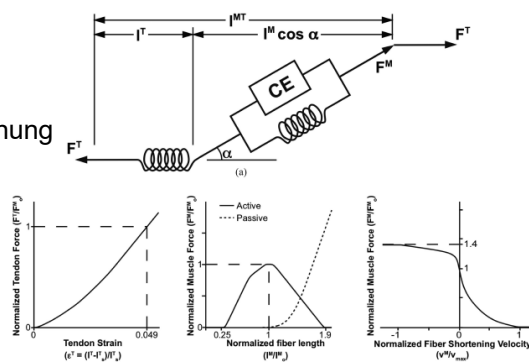 l^MT
l^T
l^M cos α
F^T
F^M
CE
nung
F^T
α
(a)
Normalized Tendon Force (F^T/F^M_o)
1
0
0.049
Tendon Strain
(ε^T = (l^T-l^T_s)/l^T_s)
Normalized Muscle Force (F^M/F^M_o)
Active
Passive
1
0
0.25
1
1.9
Normalized fiber length
(l^M/l^M_o)
Normalized Muscle Force (F^M/F^M_o)
1.4
1
-1
0
1
Normalized Fiber Shortening Velocity
(v^M/v_max)